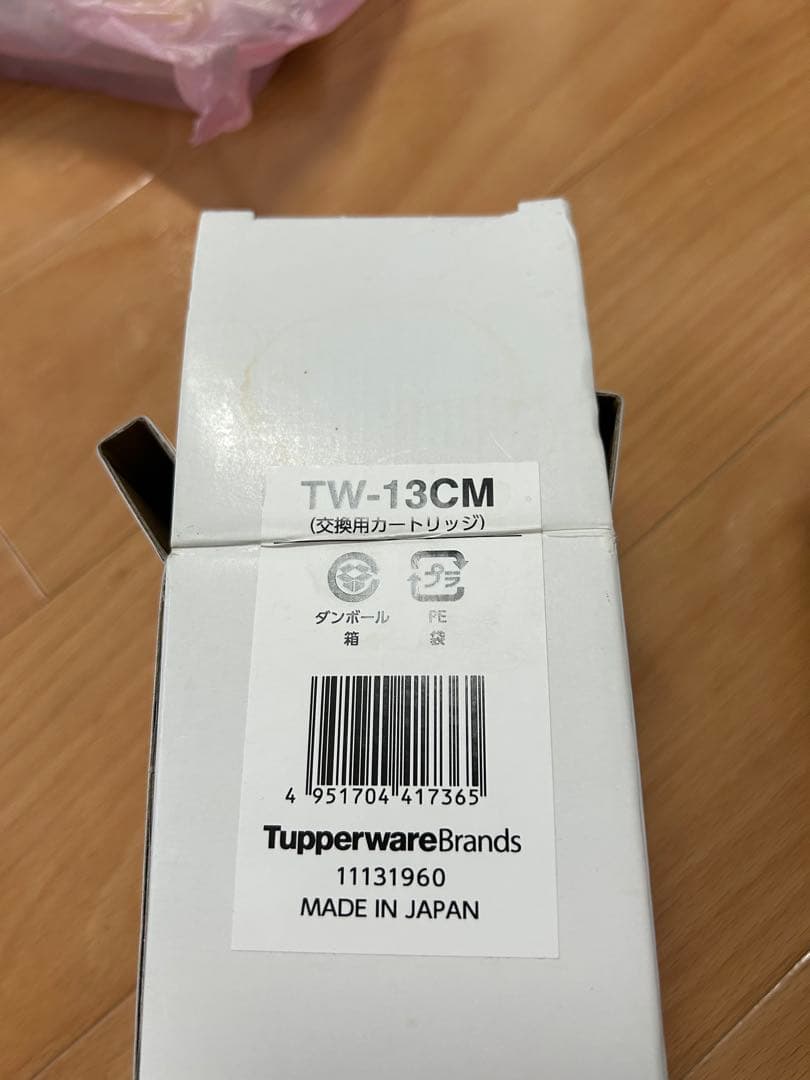 TW-13CM
(交換用カートリッジ)
プラ
ダンボール PE
箱 袋
4 951704 417365
TupperwareBrands
11131960
MADE IN JAPAN